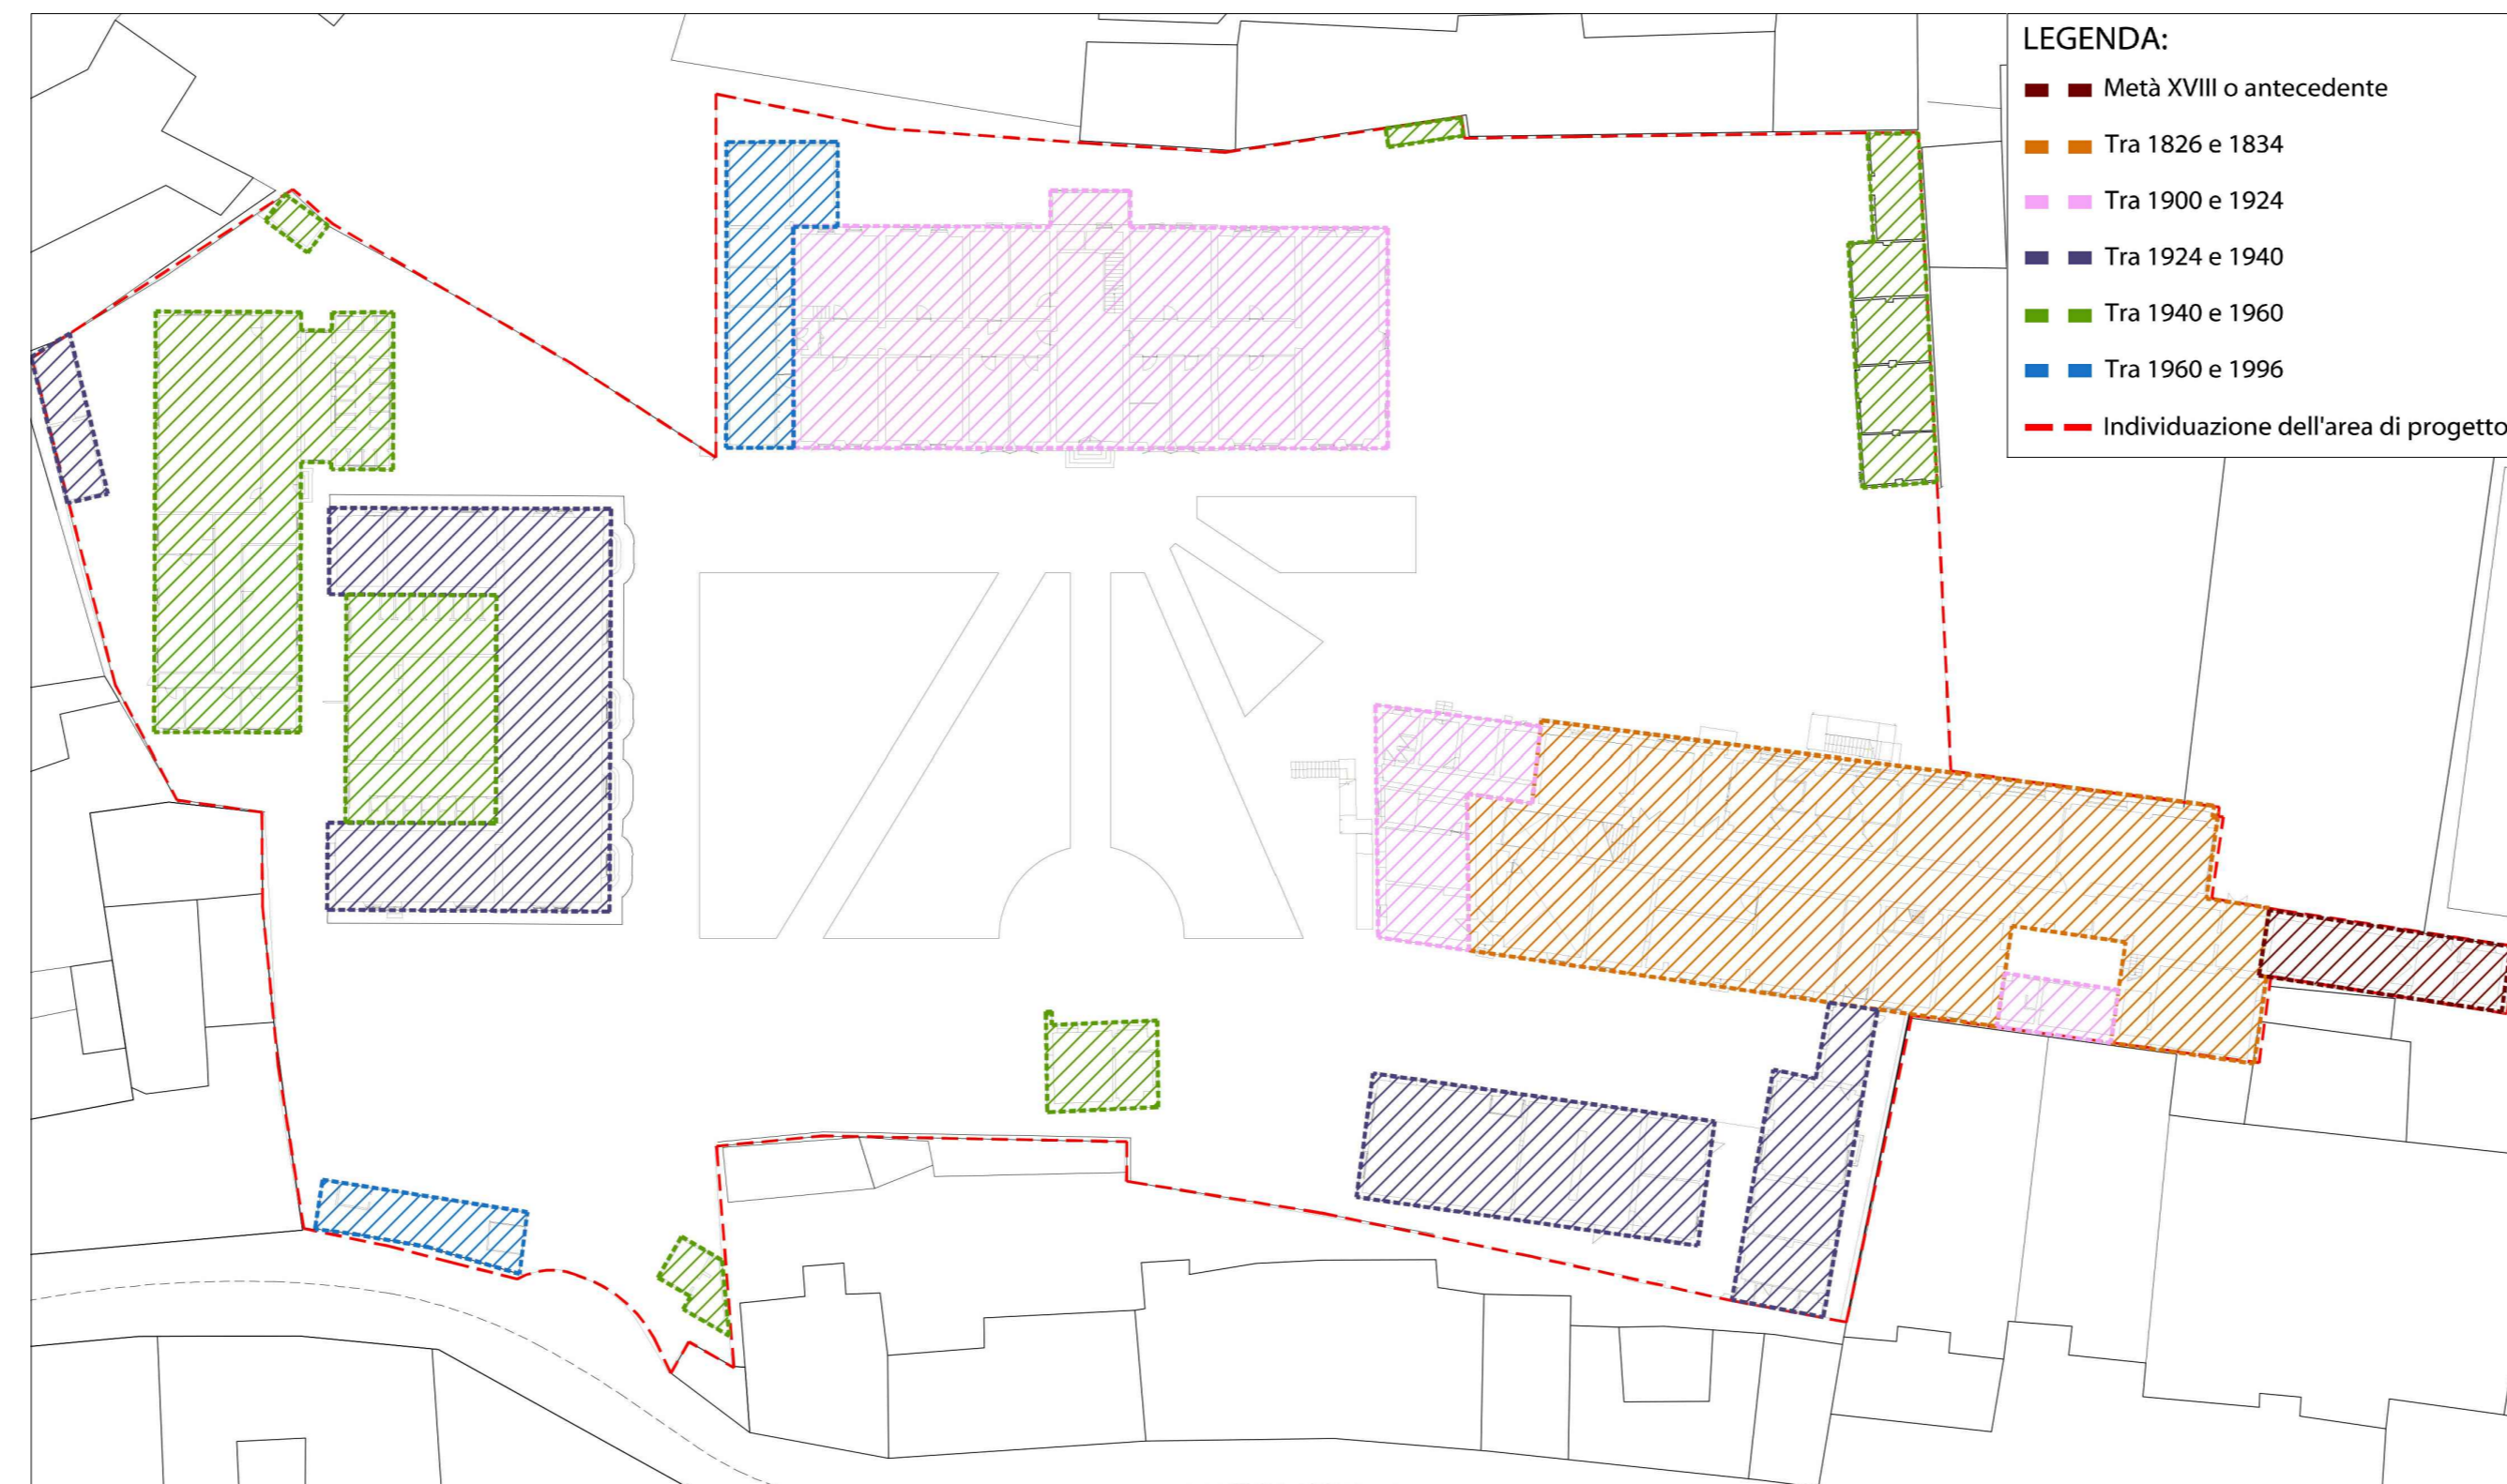 LEGENDA:
Metà XVIII o antecedente
Tra 1826 e 1834
Tra 1900 e 1924
Tra 1924 e 1940
Tra 1940 e 1960
Tra 1960 e 1996
Individuazione dell'area di progetto